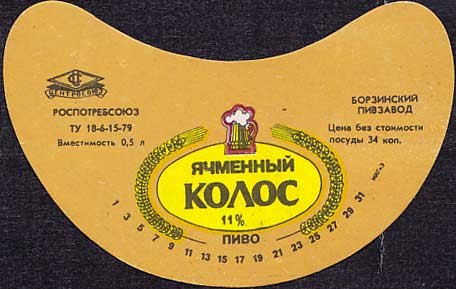 ЦЕНТРОСОЮЗ
РОСПОТРЕБСОЮЗ
ТУ 18-6-15-79
Вместимость 0,5 л
БОРЗИНСКИЙ
ПИВЗАВОД
Цена без стоимости
посуды 34 коп.
ЯЧМЕННЫЙ
КОЛОС
11%
ПИВО
1 3 5 7 9 11 13 15 17 19 21 23 25 27 29 31